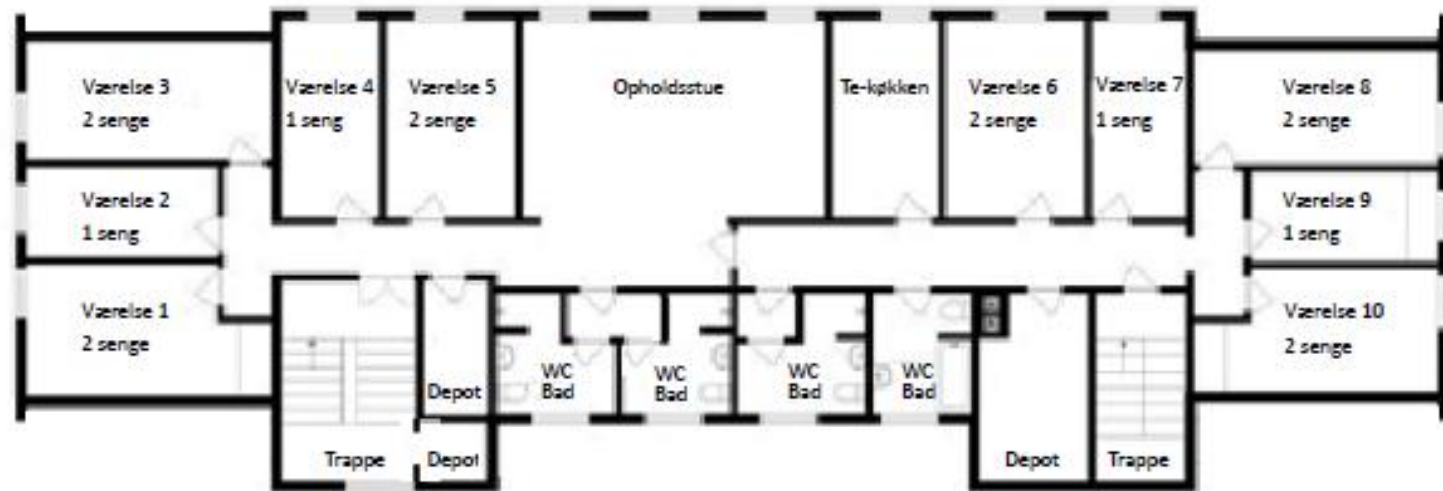 Værelse 3
2 senge
Værelse 4
1 seng
Værelse 5
2 senge
Opholdsstue
Te-køkken
Værelse 6
2 senge
Værelse 7
1 seng
Værelse 8
2 senge
Værelse 2
1 seng
Værelse 9
1 seng
Værelse 1
2 senge
Værelse 10
2 senge
Depot
WC
Bad
WC
Bad
WC
Bad
WC
Bad
Trappe
Depot
Depot
Trappe